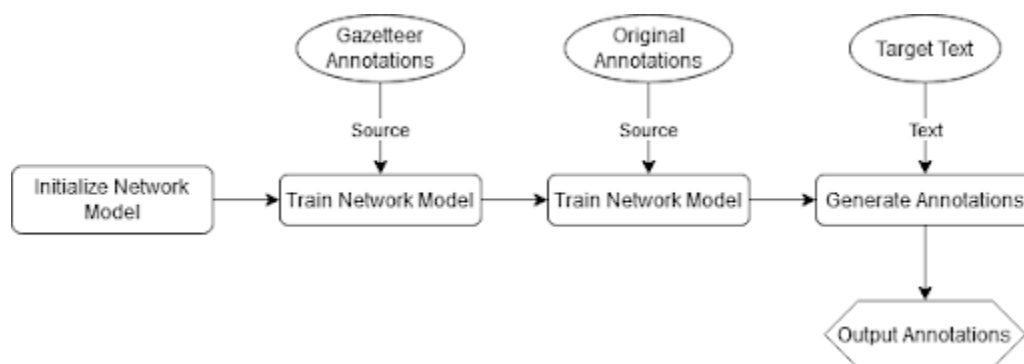 Gazetteer
Annotations
Original
Annotations
Target Text
Source
Source
Text
Initialize Network
Model
Train Network Model
Train Network Model
Generate Annotations
Output Annotations